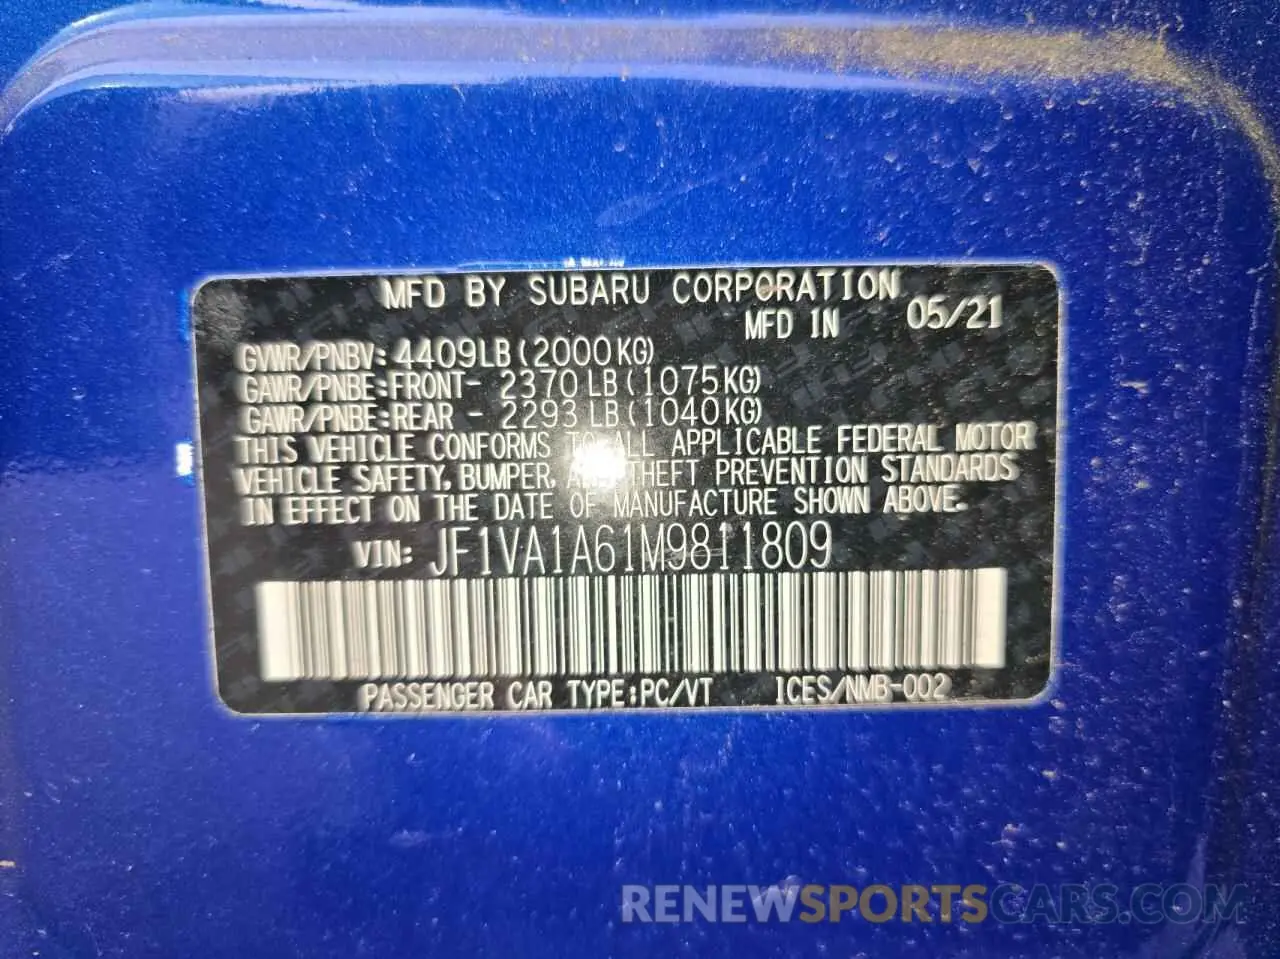 MFD BY SUBARU CORPORATION
MFD IN 05/21
GVWR/PNBV: 4409LB(2000KG)
GAWR/PNBE:FRONT- 2370LB(1075KG)
GAWR/PNBE:REAR - 2293LB(1040KG)
THIS VEHICLE CONFORMS TO ALL APPLICABLE FEDERAL MOTOR
VEHICLE SAFETY, BUMPER, AND THEFT PREVENTION STANDARDS
IN EFFECT ON THE DATE OF MANUFACTURE SHOWN ABOVE.
VIN: JF1VA1A61M9811809
PASSENGER CAR TYPE:PC/VT ICES/NMB-002
RENEWSPORTSCARS.COM